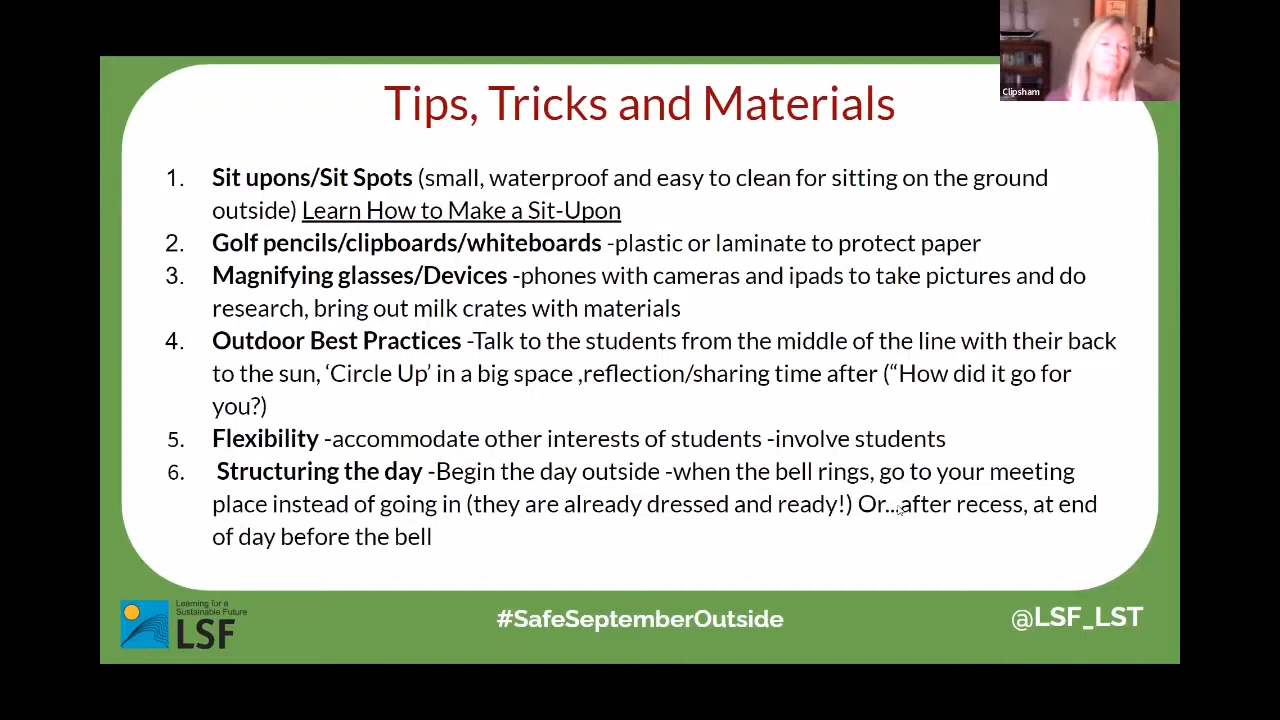 Clipsham
Tips, Tricks and Materials
1. Sit upons/Sit Spots (small, waterproof and easy to clean for sitting on the ground
outside) Learn How to Make a Sit-Upon
2. Golf pencils/clipboards/whiteboards -plastic or laminate to protect paper
3. Magnifying glasses/Devices -phones with cameras and ipads to take pictures and do
research, bring out milk crates with materials
4. Outdoor Best Practices -Talk to the students from the middle of the line with their back
to the sun, ‘Circle Up’ in a big space ,reflection/sharing time after (“How did it go for
you?)
5. Flexibility -accommodate other interests of students -involve students
6. Structuring the day -Begin the day outside -when the bell rings, go to your meeting
place instead of going in (they are already dressed and ready!) Or...after recess, at end
of day before the bell
Learning for a
Sustainable Future
LSF
#SafeSeptemberOutside
@LSF_LST